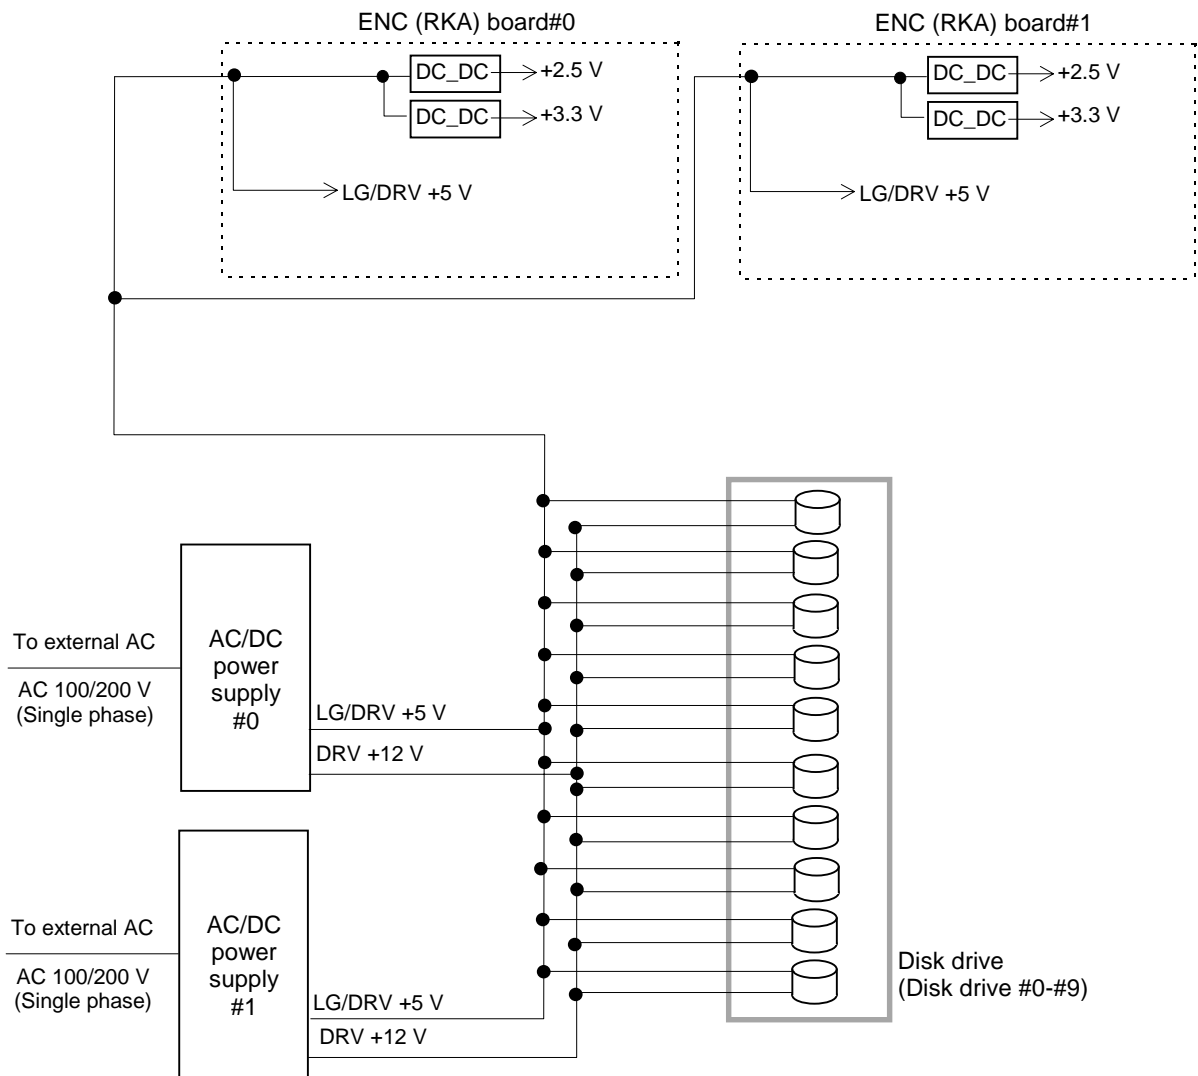 ENC (RKA) board#0
ENC (RKA) board#1
DC_DC
+2.5 V
DC_DC
+3.3 V
LG/DRV +5 V
DC_DC
+2.5 V
DC_DC
+3.3 V
LG/DRV +5 V
To external AC
AC 100/200 V
(Single phase)
AC/DC
power
supply
#0
LG/DRV +5 V
DRV +12 V
To external AC
AC 100/200 V
(Single phase)
AC/DC
power
supply
#1
LG/DRV +5 V
DRV +12 V
Disk drive
(Disk drive #0-#9)